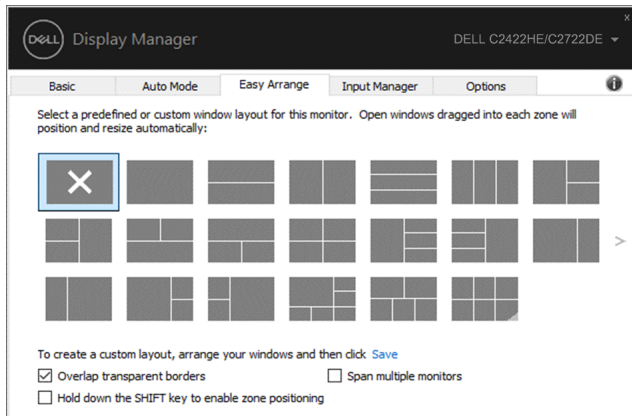 x
DELL Display Manager
DELL C2422HE/C2722DE
Basic Auto Mode Easy Arrange Input Manager Options
Select a predefined or custom window layout for this monitor. Open windows dragged into each zone will
position and resize automatically:
To create a custom layout, arrange your windows and then click Save
Overlap transparent borders Span multiple monitors
Hold down the SHIFT key to enable zone positioning